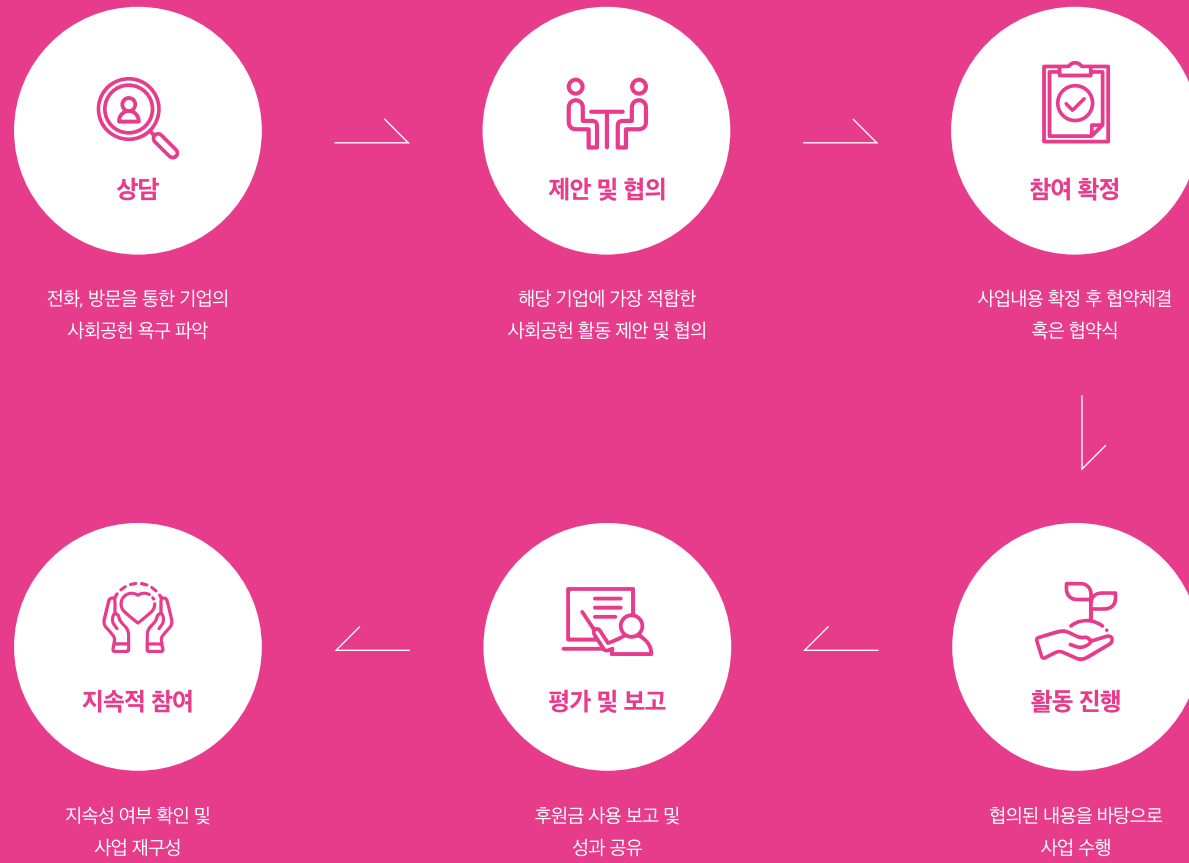 상담
전화, 방문을 통한 기업의
사회공헌 욕구 파악
제안 및 협의
해당 기업에 가장 적합한
사회공헌 활동 제안 및 협의
참여 확정
사업내용 확정 후 협약체결
혹은 협약식
활동 진행
협의된 내용을 바탕으로
사업 수행
평가 및 보고
후원금 사용 보고 및
성과 공유
지속적 참여
지속성 여부 확인 및
사업 재구성